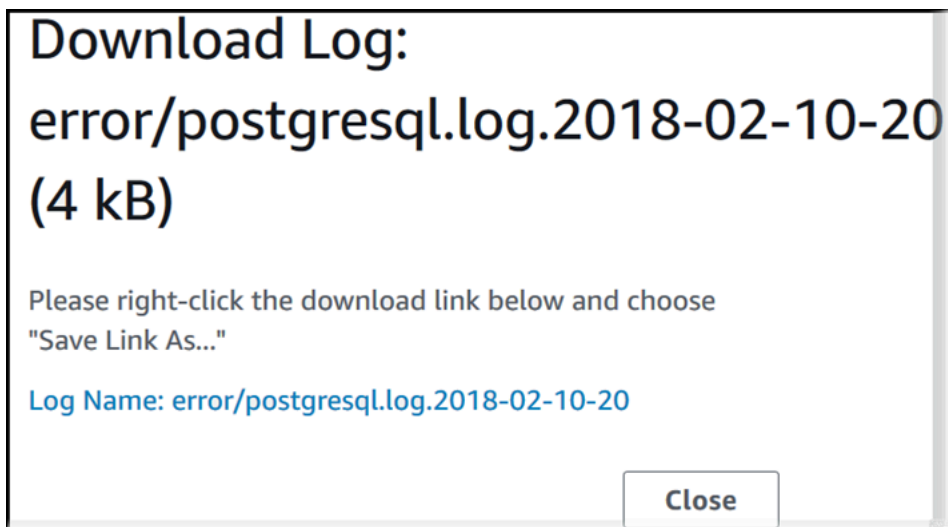 Download Log:
error/postgresql.log.2018-02-10-20
(4 kB)
Please right-click the download link below and choose
"Save Link As..."
Log Name: error/postgresql.log.2018-02-10-20
Close